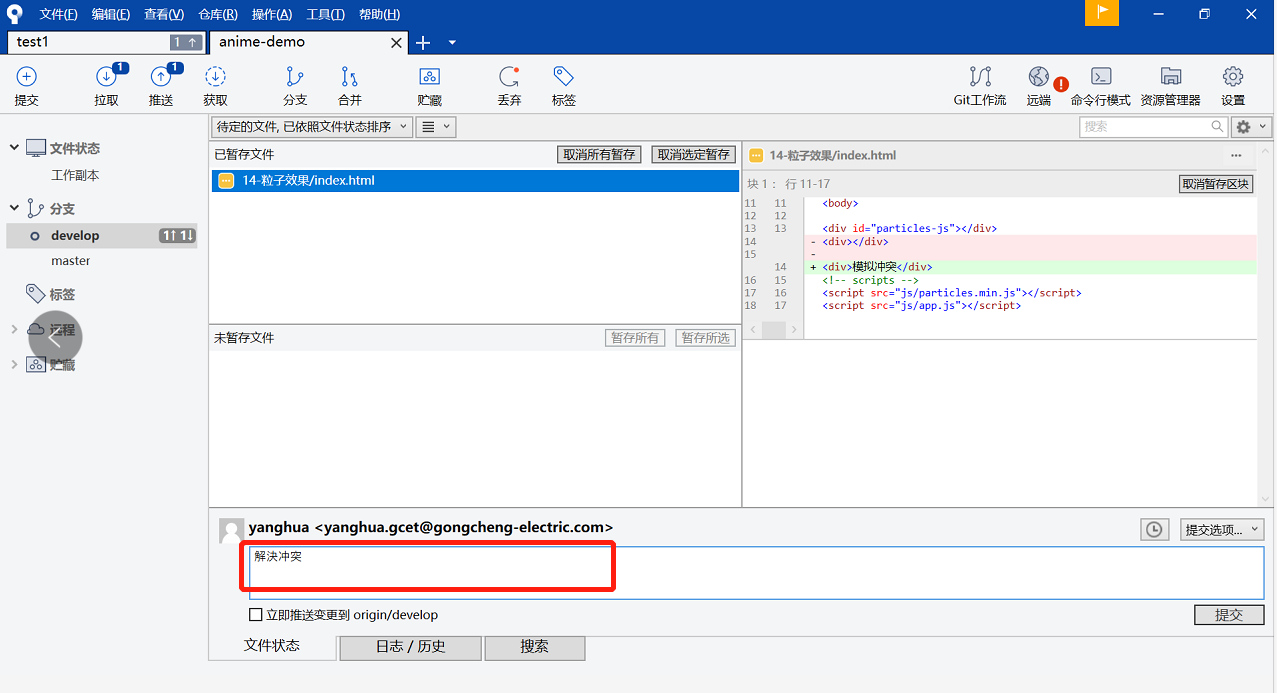 文件(F) 编辑(E) 查看(V) 仓库(R) 操作(A) 工具(T) 帮助(H)
test1 1 ↑ anime-demo
1 1
提交 拉取 推送 获取 分支 合并 贮藏 丢弃 标签 Git工作流 远端 命令行模式 资源管理器 设置
待定的文件, 已依照文件状态排序 搜索
文件状态
工作副本
分支
develop 1↑ 1↓
master
标签
远程
贮藏
已暂存文件 取消所有暂存 取消选定暂存
14-粒子效果/index.html
未暂存文件 暂存所有 暂存所选
14-粒子效果/index.html
块 1： 行 11-17 取消暂存区块
11 11 <body>
12 12
13 13 <div id="particles-js"></div>
14 - <div></div>
15 -
14 + <div>模拟冲突</div>
16 15 <!-- scripts -->
17 16 <script src="js/particles.min.js"></script>
18 17 <script src="js/app.js"></script>
yanghua <yanghua.gcet@gongcheng-electric.com> 提交选项...
解決冲突
立即推送变更到 origin/develop 提交
文件状态 日志 / 历史 搜索